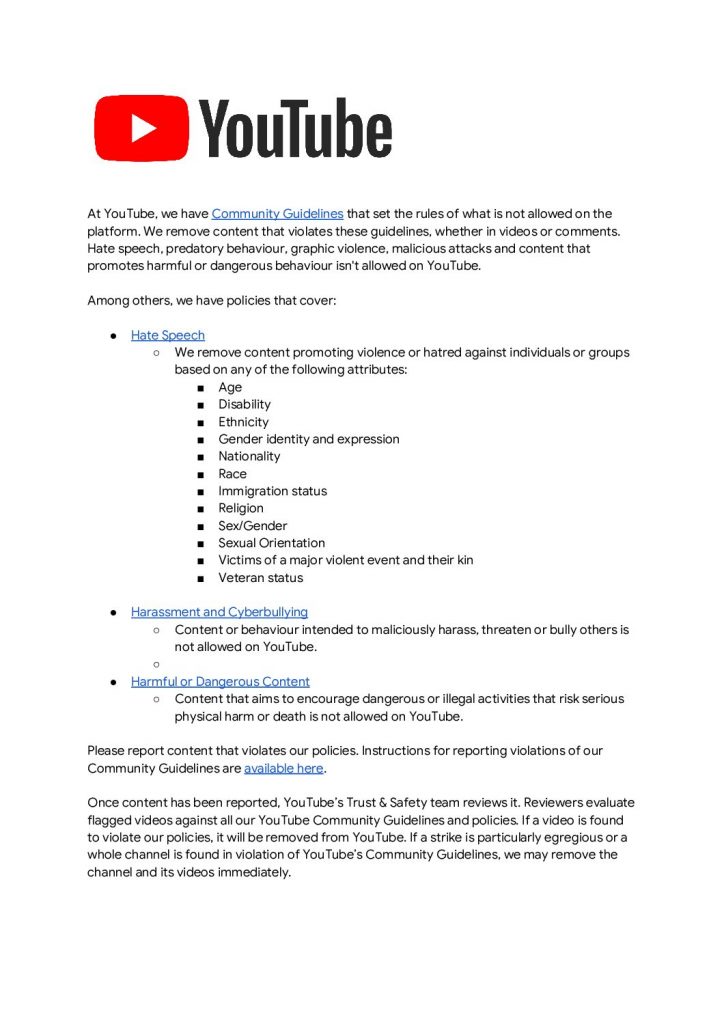 YouTube
At YouTube, we have Community Guidelines that set the rules of what is not allowed on the
platform. We remove content that violates these guidelines, whether in videos or comments.
Hate speech, predatory behaviour, graphic violence, malicious attacks and content that
promotes harmful or dangerous behaviour isn't allowed on YouTube.
Among others, we have policies that cover:
● Hate Speech
○ We remove content promoting violence or hatred against individuals or groups
based on any of the following attributes:
■ Age
■ Disability
■ Ethnicity
■ Gender identity and expression
■ Nationality
■ Race
■ Immigration status
■ Religion
■ Sex/Gender
■ Sexual Orientation
■ Victims of a major violent event and their kin
■ Veteran status
● Harassment and Cyberbullying
○ Content or behaviour intended to maliciously harass, threaten or bully others is
not allowed on YouTube.
○
● Harmful or Dangerous Content
○ Content that aims to encourage dangerous or illegal activities that risk serious
physical harm or death is not allowed on YouTube.
Please report content that violates our policies. Instructions for reporting violations of our
Community Guidelines are available here.
Once content has been reported, YouTube’s Trust & Safety team reviews it. Reviewers evaluate
flagged videos against all our YouTube Community Guidelines and policies. If a video is found
to violate our policies, it will be removed from YouTube. If a strike is particularly egregious or a
whole channel is found in violation of YouTube’s Community Guidelines, we may remove the
channel and its videos immediately.